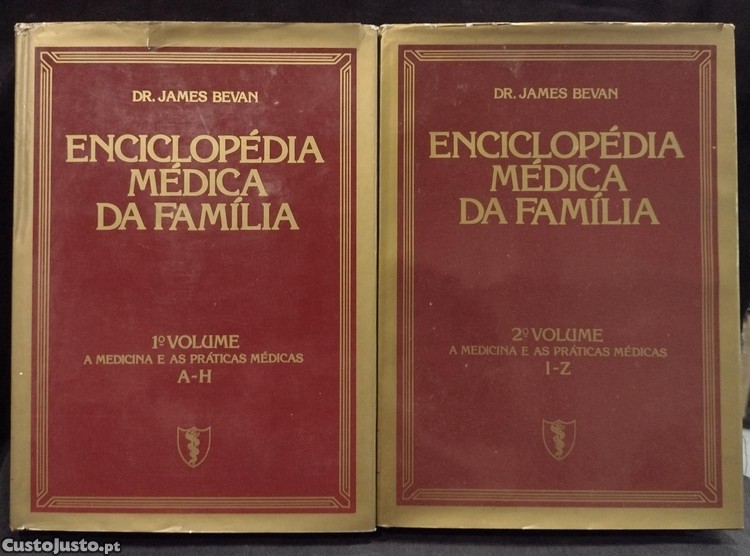 DR. JAMES BEVAN
ENCICLOPÉDIA
MÉDICA
DA FAMÍLIA
1º VOLUME
A MEDICINA E AS PRÁTICAS MÉDICAS
A-H
DR. JAMES BEVAN
ENCICLOPÉDIA
MÉDICA
DA FAMÍLIA
2º VOLUME
A MEDICINA E AS PRÁTICAS MÉDICAS
I-Z
CustoJusto.pt